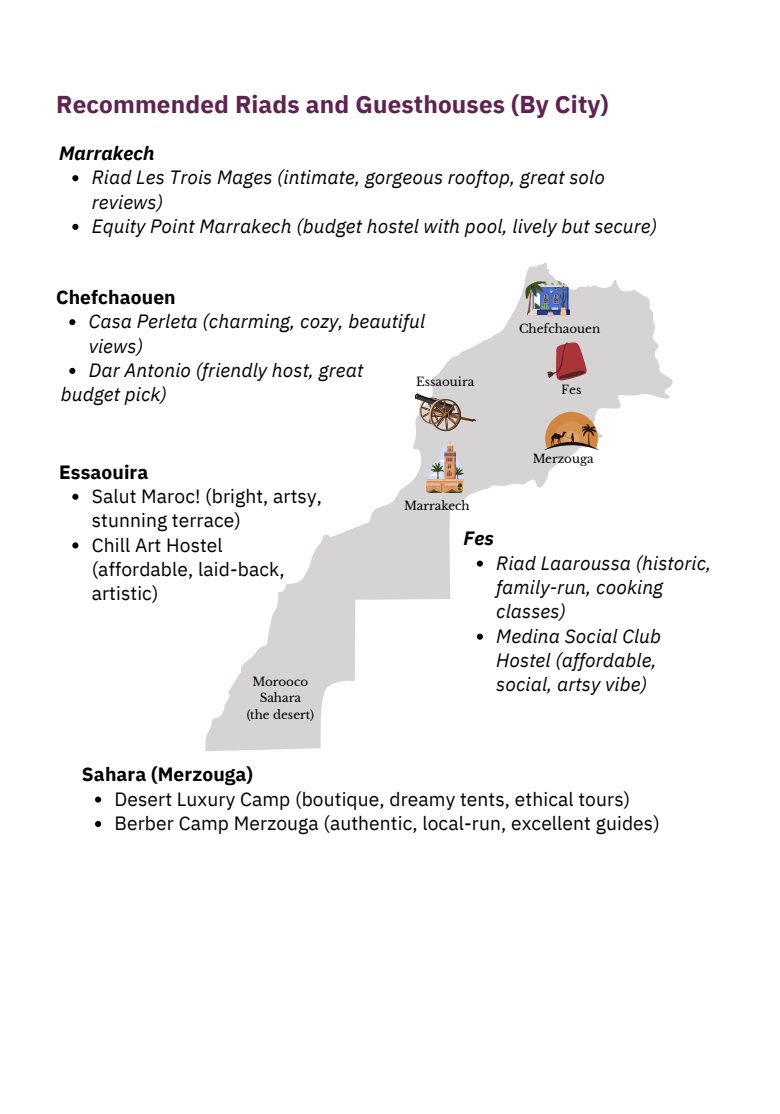 Recommended Riads and Guesthouses (By City)
Marrakech
• Riad Les Trois Mages (intimate, gorgeous rooftop, great solo
reviews)
• Equity Point Marrakech (budget hostel with pool, lively but secure)
Chefchaouen
• Casa Perleta (charming, cozy, beautiful
views)
• Dar Antonio (friendly host, great
budget pick)
Essaouira
• Salut Maroc! (bright, artsy,
stunning terrace)
• Chill Art Hostel
(affordable, laid-back,
artistic)
Chefchaouen
Fes
Essaouira
Merzouga
Marrakech
Fes
• Riad Laaroussa (historic,
family-run, cooking
classes)
• Medina Social Club
Hostel (affordable,
social, artsy vibe)
Morooco
Sahara
(the desert)
Sahara (Merzouga)
• Desert Luxury Camp (boutique, dreamy tents, ethical tours)
• Berber Camp Merzouga (authentic, local-run, excellent guides)